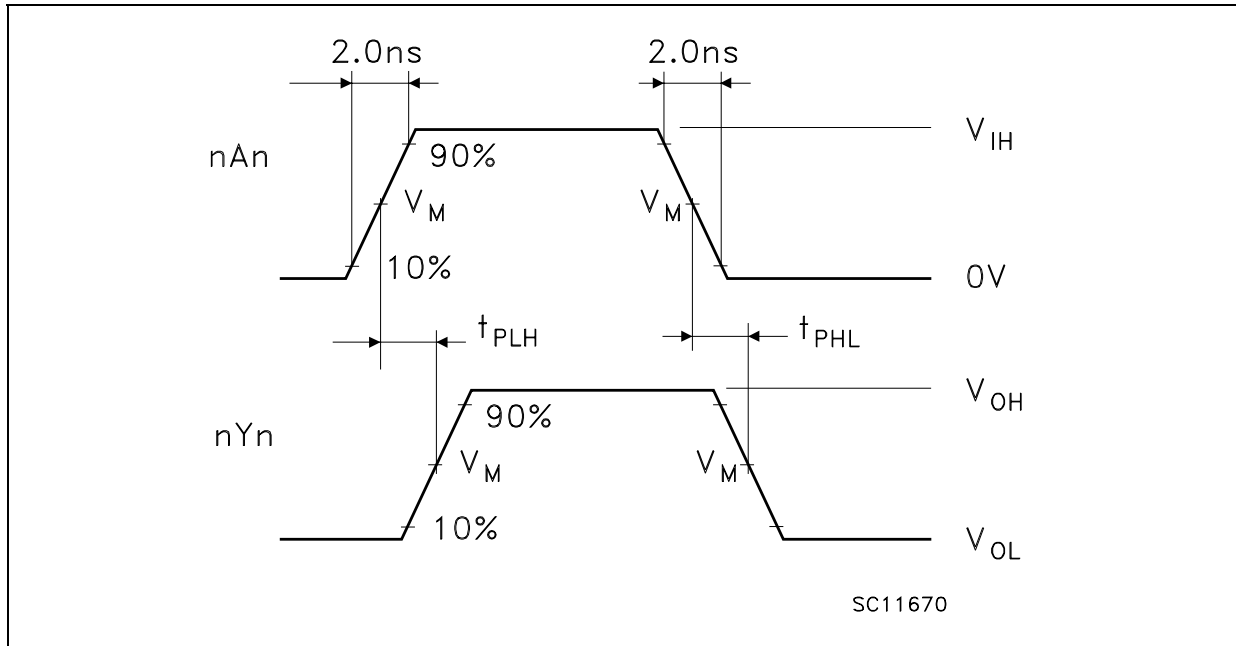 2.0ns 2.0ns
nAn 90% V_IH
V_M V_M
10% 0V
t_PLH t_PHL
nYn 90% V_OH
V_M V_M
10% V_OL
SC11670